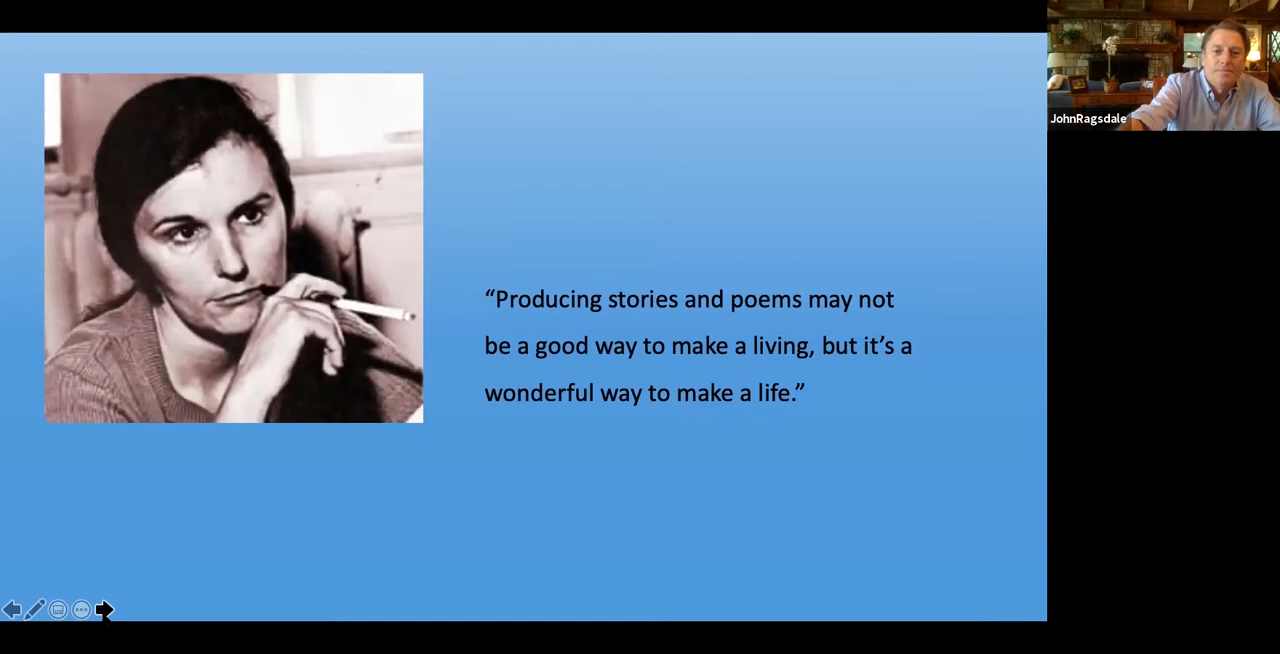 JohnRagsdale
“Producing stories and poems may not
be a good way to make a living, but it’s a
wonderful way to make a life.”